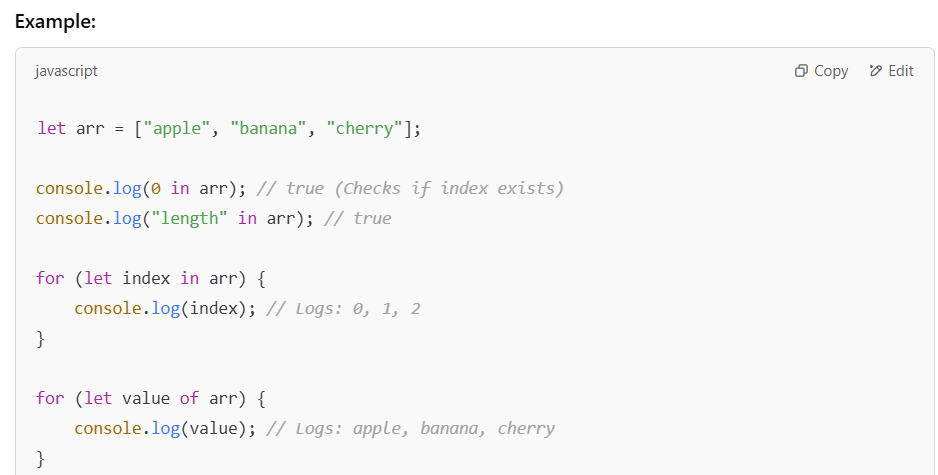 Example:
javascript
Copy
Edit
let arr = ["apple", "banana", "cherry"];
console.log(0 in arr); // true (Checks if index exists)
console.log("length" in arr); // true
for (let index in arr) {
    console.log(index); // Logs: 0, 1, 2
}
for (let value of arr) {
    console.log(value); // Logs: apple, banana, cherry
}